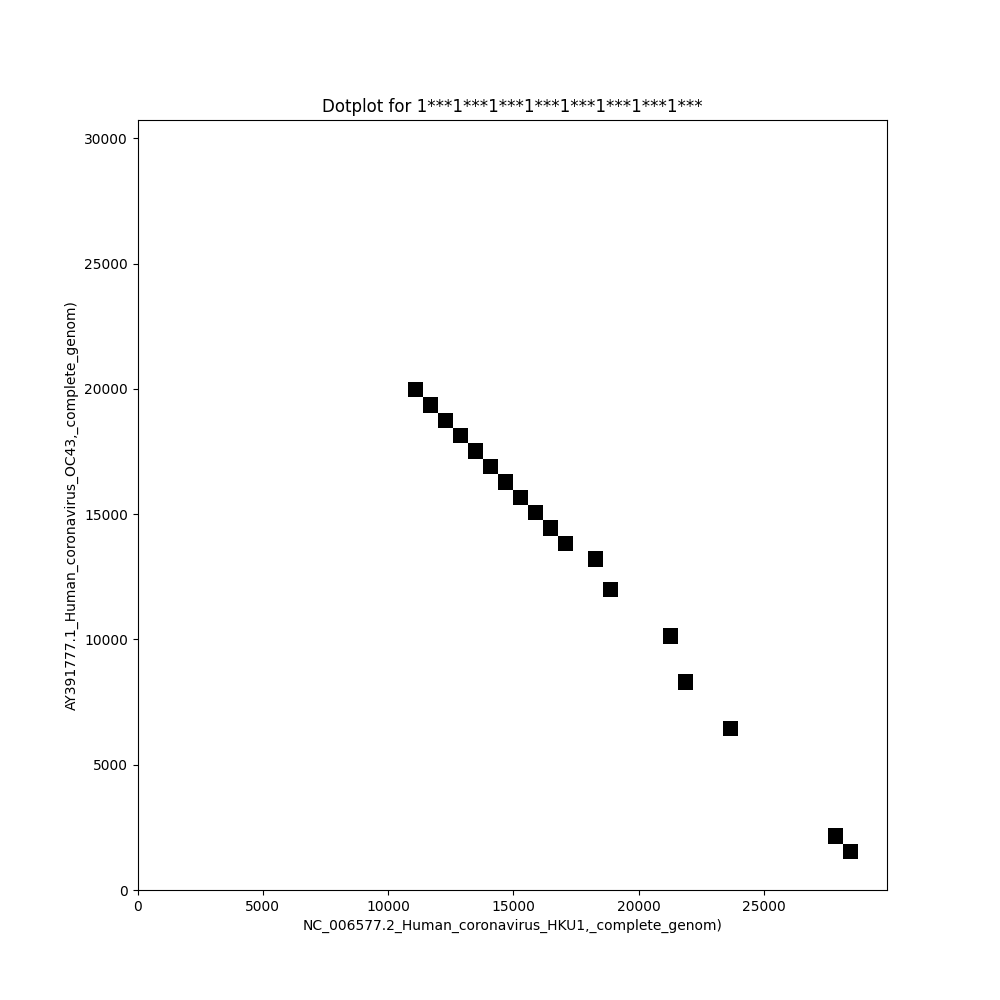 Dotplot for 1***1***1***1***1***1***1***1***
30000
25000
20000
15000
10000
5000
0
AY391777.1_Human_coronavirus_OC43,_complete_genom)
0 5000 10000 15000 20000 25000
NC_006577.2_Human_coronavirus_HKU1,_complete_genom)